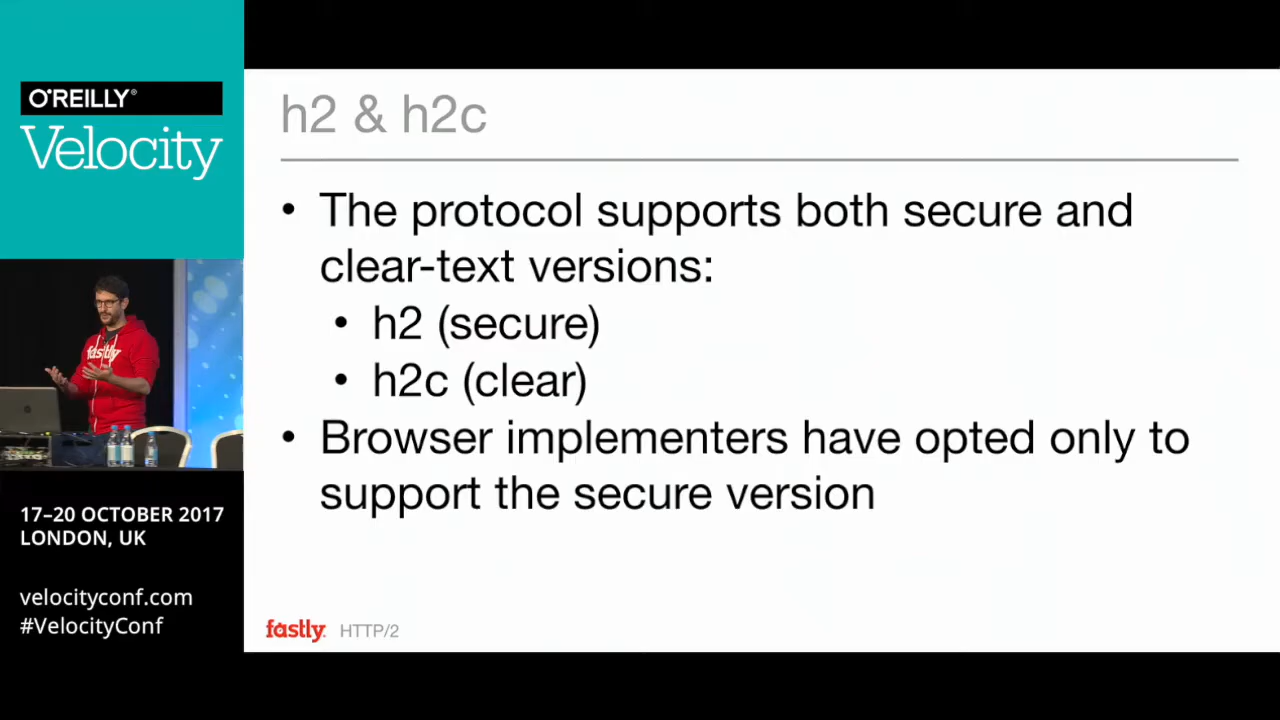 O'REILLY®
Velocity
h2 & h2c
• The protocol supports both secure and
clear-text versions:
• h2 (secure)
• h2c (clear)
• Browser implementers have opted only to
support the secure version
fastly
17–20 OCTOBER 2017
LONDON, UK
velocityconf.com
#VelocityConf
fastly HTTP/2